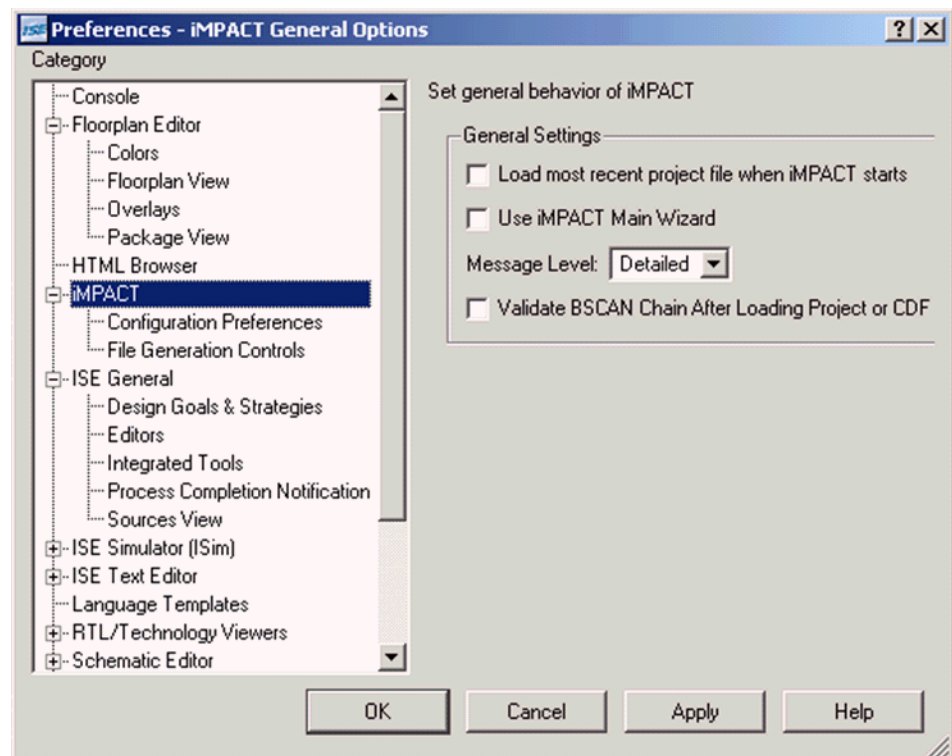 ISE Preferences - iMPACT General Options
Category
Console
Floorplan Editor
Colors
Floorplan View
Overlays
Package View
HTML Browser
iMPACT
Configuration Preferences
File Generation Controls
ISE General
Design Goals & Strategies
Editors
Integrated Tools
Process Completion Notification
Sources View
ISE Simulator (ISim)
ISE Text Editor
Language Templates
RTL/Technology Viewers
Schematic Editor
Set general behavior of iMPACT
General Settings
Load most recent project file when iMPACT starts
Use iMPACT Main Wizard
Message Level: Detailed
Validate BSCAN Chain After Loading Project or CDF
OK Cancel Apply Help